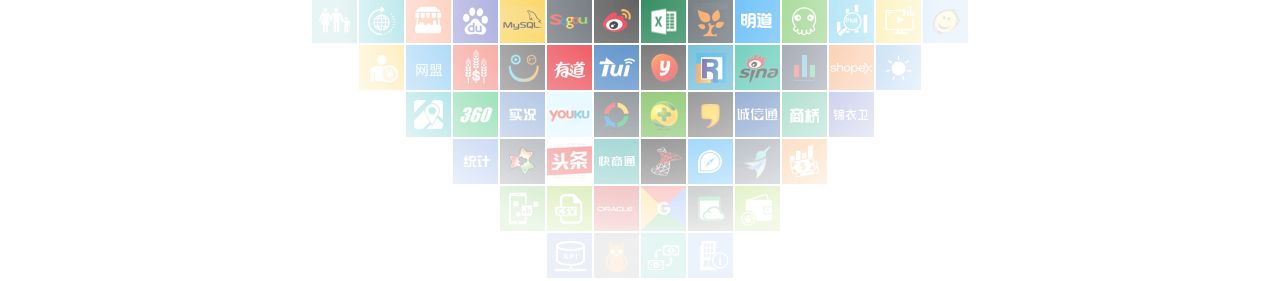 du MySQL Sogou X 明道
网盟 有道 Tui y R sina shopex
360 实况 YOUKU 诚信通 商桥 锦衣卫
统计 头条 快商通
CSV ORACLE G
API